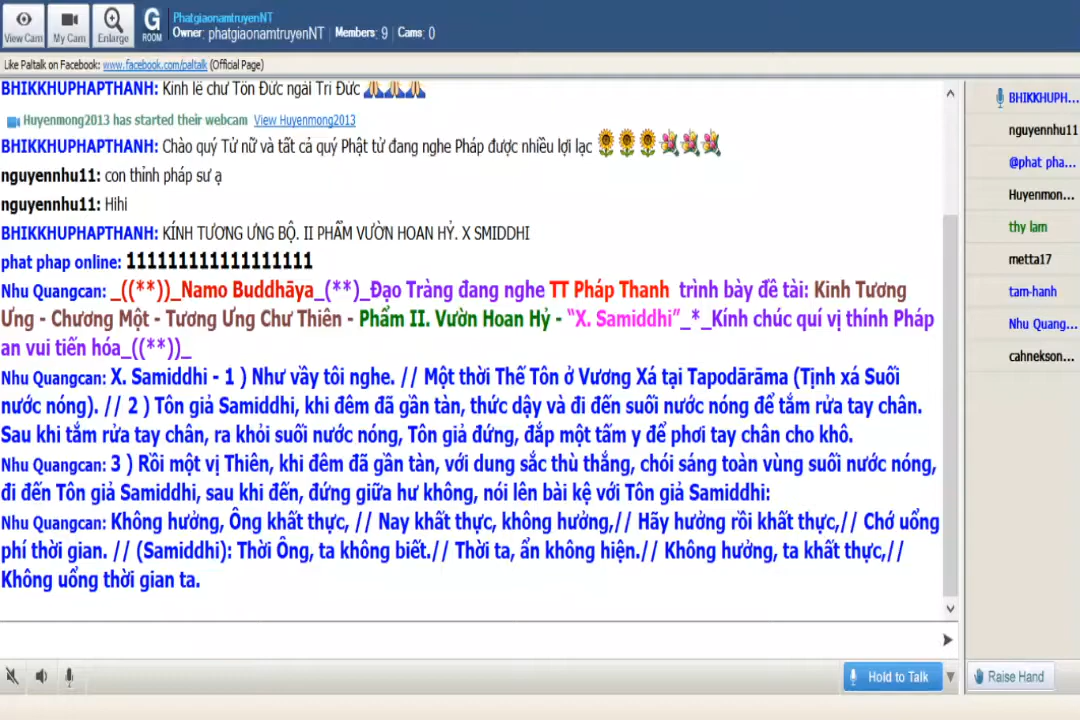 PhatgiaonamtruyenNT
Owner: phatgiaonamtruyenNT | Members: 9 | Cams: 0
View Cam My Cam Enlarge G ROOM
Like Paltalk on Facebook: www.facebook.com/paltalk (Official Page)
BHIKKHUPHAPTHANH: Kinh lễ chư Tôn Đức ngài Tri Đức
Huyenmong2013 has started their webcam View Huyenmong2013
BHIKKHUPHAPTHANH: Chào quý Tử nữ và tất cả quý Phật tử đang nghe Pháp được nhiều lợi lạc
nguyennhu11: con thỉnh pháp sư ạ
nguyennhu11: Hihi
BHIKKHUPHAPTHANH: KÍNH TƯƠNG ƯNG BỘ. II PHẨM VƯỜN HOAN HỶ. X SMIDDHI
phat phap online: 111111111111111111
Nhu Quangcan: _((**))_Namo Buddhāya_(**)_Đạo Tràng đang nghe TT Pháp Thanh trình bày đề tài: Kinh Tương
Ưng - Chương Một - Tương Ưng Chư Thiên - Phẩm II. Vườn Hoan Hỷ - “X. Samiddhi”_*_Kính chúc quí vị thính Pháp
an vui tiến hóa_((**))_
Nhu Quangcan: X. Samiddhi - 1 ) Như vầy tôi nghe. // Một thời Thế Tôn ở Vương Xá tại Tapodārāma (Tịnh xá Suối
nước nóng). // 2 ) Tôn giả Samiddhi, khi đêm đã gần tàn, thức dậy và đi đến suối nước nóng để tắm rửa tay chân.
Sau khi tắm rửa tay chân, ra khỏi suối nước nóng, Tôn giả đứng, đắp một tấm y để phơi tay chân cho khô.
Nhu Quangcan: 3 ) Rồi một vị Thiên, khi đêm đã gần tàn, với dung sắc thù thắng, chói sáng toàn vùng suối nước nóng,
đi đến Tôn giả Samiddhi, sau khi đến, đứng giữa hư không, nói lên bài kệ với Tôn giả Samiddhi:
Nhu Quangcan: Không hưởng, Ông khất thực, // Nay khất thực, không hưởng,// Hãy hưởng rồi khất thực,// Chớ uổng
phí thời gian. // (Samiddhi): Thời Ông, ta không biết.// Thời ta, ẩn không hiện.// Không hưởng, ta khất thực,//
Không uổng thời gian ta.
BHIKKHUPH...
nguyennhu11
@phat pha...
Huyenmon...
thy lam
metta17
tam-hanh
Nhu Quang...
cahnekson...
Hold to Talk
Raise Hand